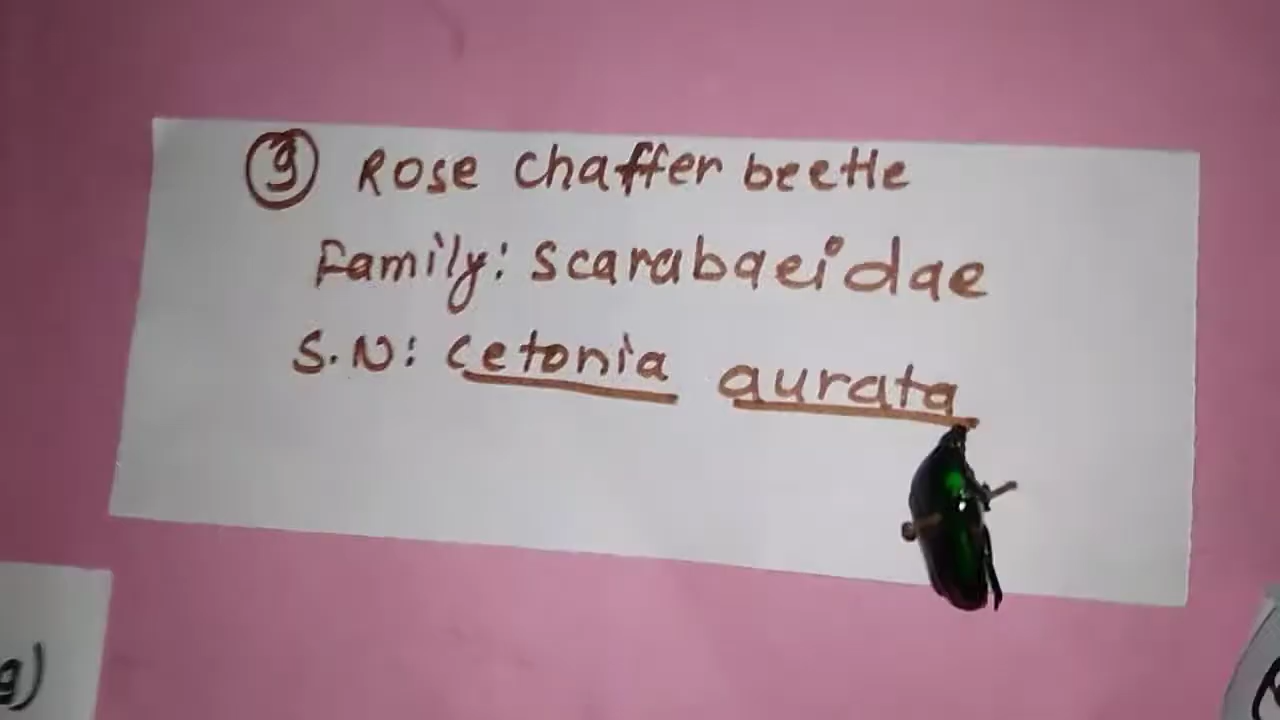 ⑨ Rose chaffer beetle
Family: Scarabaeidae
S.N: Cetonia aurata
g)